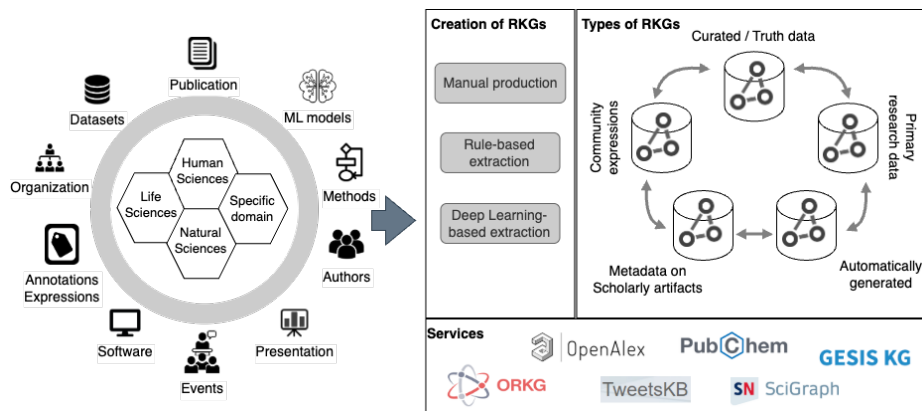 Publication
Datasets
ML models
Organization
Human
Sciences
Life
Sciences
Specific
domain
Natural
Sciences
Methods
Annotations
Expressions
Authors
Software
Presentation
Events
Creation of RKGs
Manual production
Rule-based
extraction
Deep Learning-
based extraction
Types of RKGs
Curated / Truth data
Community
expressions
Primary
research data
Metadata on
Scholarly artifacts
Automatically
generated
Services
OpenAlex
PubChem
GESIS KG
ORKG
TweetsKB
SN SciGraph